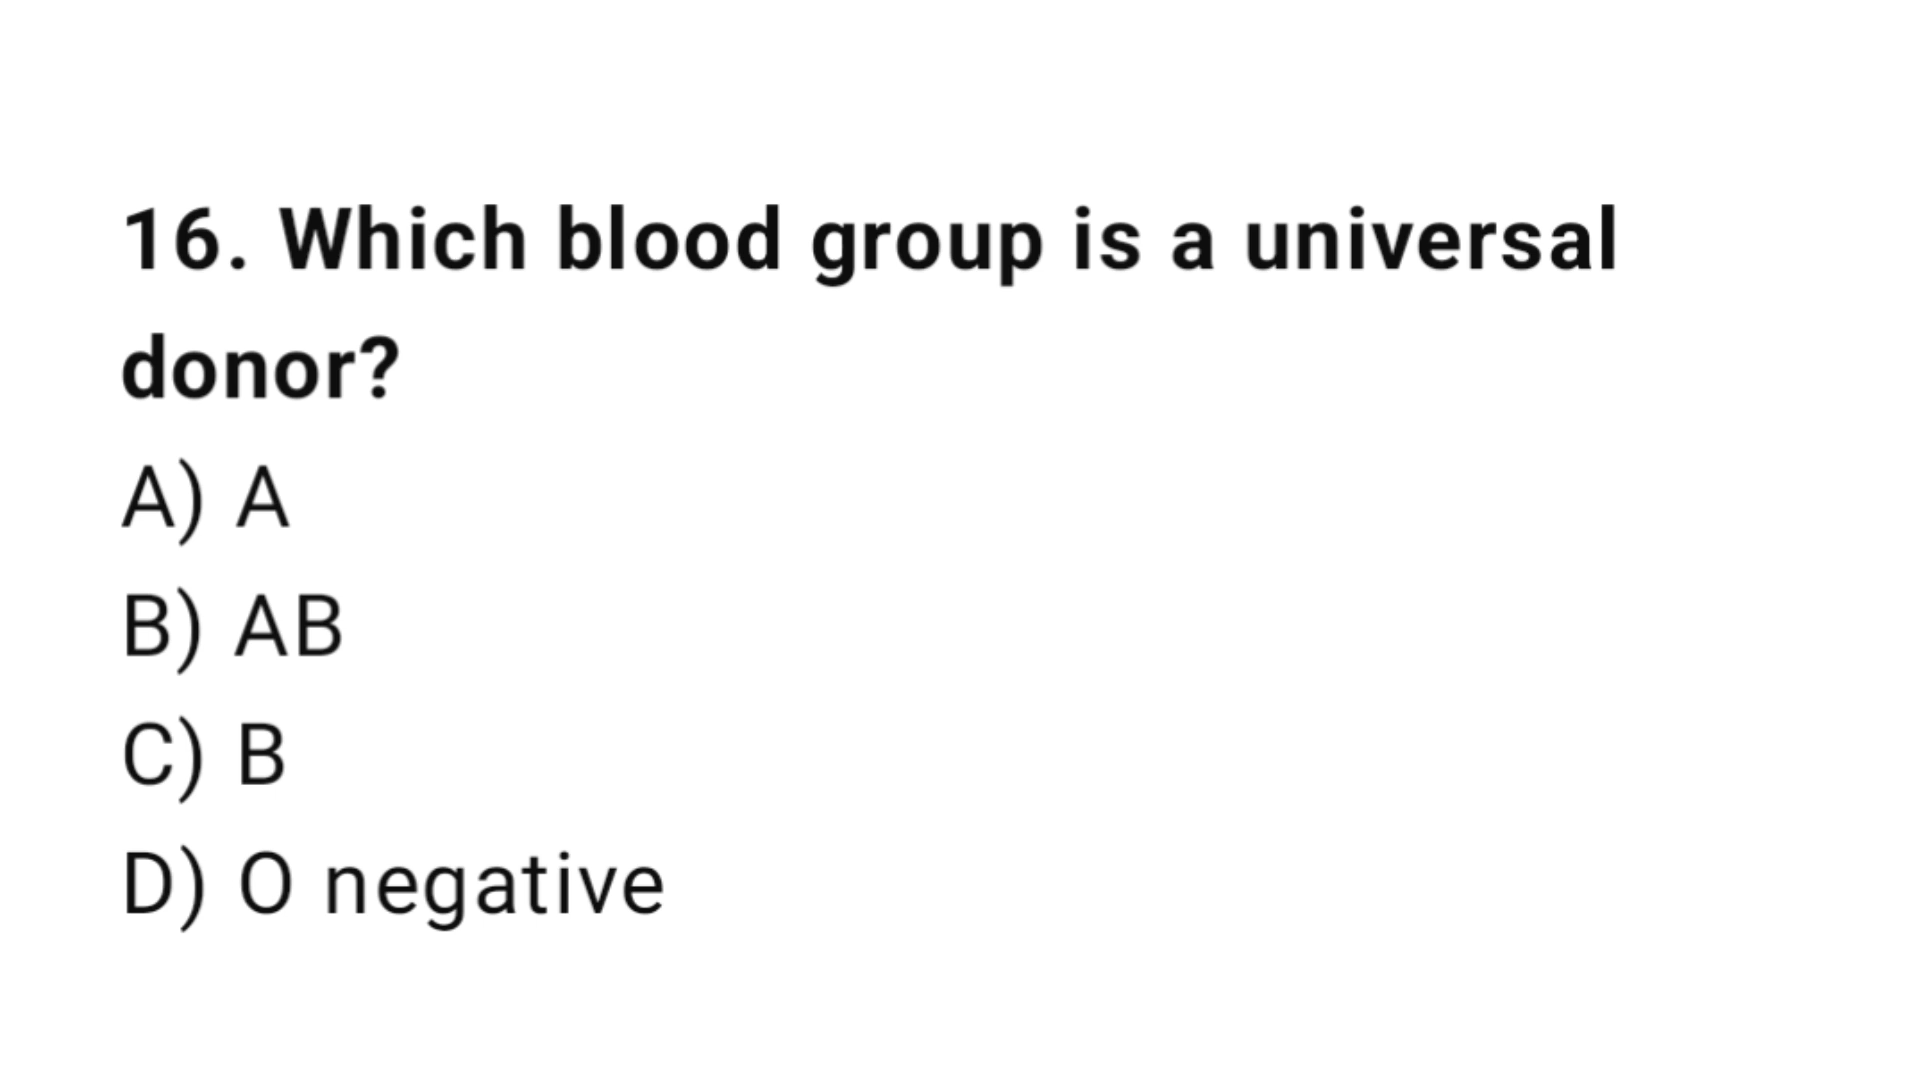 16. Which blood group is a universal
donor?
A) A
B) AB
C) B
D) O negative